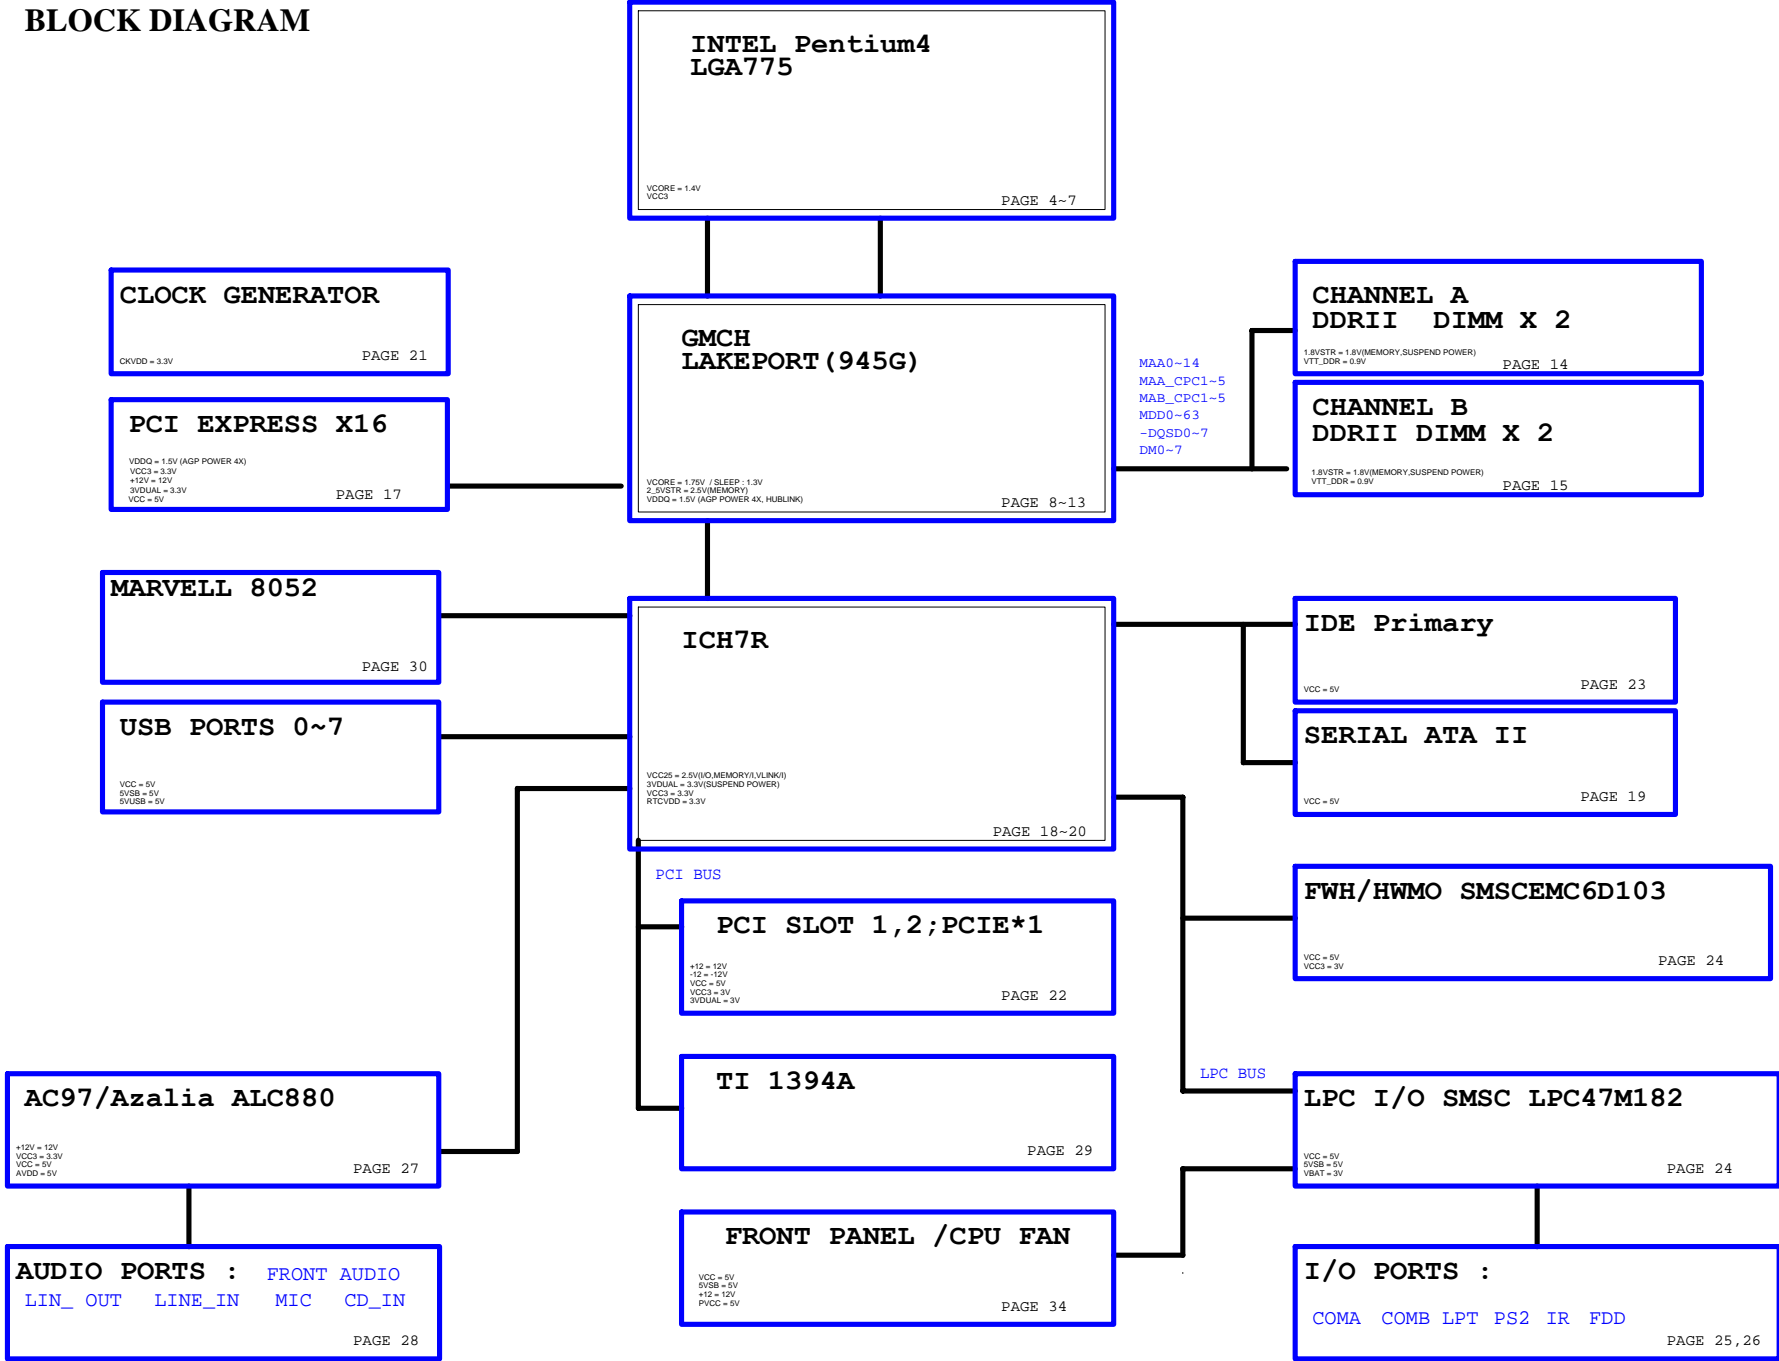 BLOCK DIAGRAM
INTEL Pentium4
LGA775
VCORE = 1.4V
VCC3
PAGE 4~7
CLOCK GENERATOR
CKVDD = 3.3V
PAGE 21
PCI EXPRESS X16
VDDQ = 1.5V (AGP POWER 4X)
VCC3 = 3.3V
+12V = 12V
3VDUAL = 3.3V
VCC = 5V
PAGE 17
GMCH
LAKEPORT(945G)
VCORE = 1.75V / SLEEP : 1.3V
2_5VSTR = 2.5V(MEMORY)
VDDQ = 1.5V (AGP POWER 4X, HUBLINK)
PAGE 8~13
MAA0~14
MAA_CPC1~5
MAB_CPC1~5
MDD0~63
-DQSD0~7
DM0~7
CHANNEL A
DDRII DIMM X 2
1.8VSTR = 1.8V(MEMORY,SUSPEND POWER)
VTT_DDR = 0.9V
PAGE 14
CHANNEL B
DDRII DIMM X 2
1.8VSTR = 1.8V(MEMORY,SUSPEND POWER)
VTT_DDR = 0.9V
PAGE 15
MARVELL 8052
PAGE 30
USB PORTS 0~7
VCC = 5V
5VSB = 5V
5VUSB = 5V
ICH7R
VCC25 = 2.5V(I/O,MEMORY/I,VLINK/I)
3VDUAL = 3.3V(SUSPEND POWER)
VCC3 = 3.3V
RTCVDD = 3.3V
PAGE 18~20
IDE Primary
VCC = 5V
PAGE 23
SERIAL ATA II
VCC = 5V
PAGE 19
PCI BUS
PCI SLOT 1,2;PCIE*1
+12 = 12V
-12 = -12V
VCC = 5V
VCC3 = 3V
3VDUAL = 3V
PAGE 22
FWH/HWMO SMSCEMC6D103
VCC = 5V
VCC3 = 3V
PAGE 24
TI 1394A
PAGE 29
LPC BUS
LPC I/O SMSC LPC47M182
VCC = 5V
5VSB = 5V
VBAT = 3V
PAGE 24
AC97/Azalia ALC880
+12V = 12V
VCC3 = 3.3V
VCC = 5V
AVDD = 5V
PAGE 27
FRONT PANEL /CPU FAN
VCC = 5V
5VSB = 5V
+12 = 12V
PVCC = 5V
PAGE 34
AUDIO PORTS : FRONT AUDIO
LIN_ OUT LINE_IN MIC CD_IN
PAGE 28
I/O PORTS :
COMA COMB LPT PS2 IR FDD
PAGE 25,26